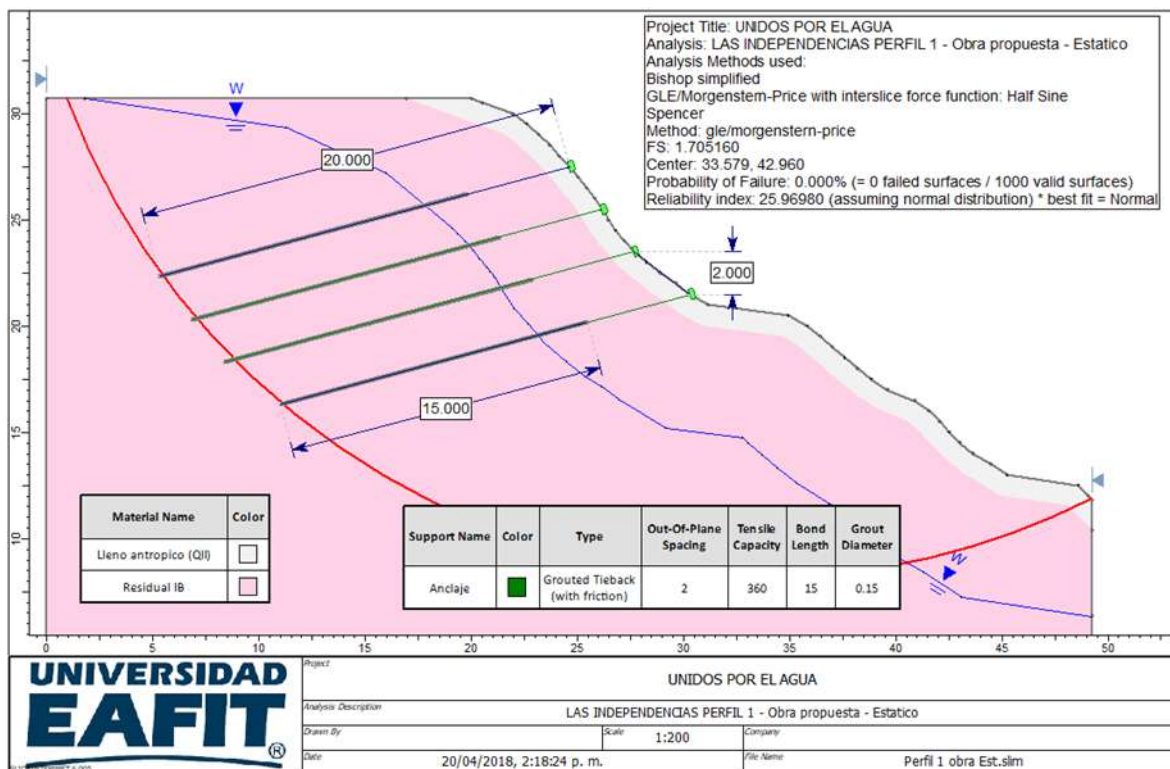 Project Title: UNIDOS POR EL AGUA
Analysis: LAS INDEPENDENCIAS PERFIL 1 - Obra propuesta - Estatico
Analysis Methods used:
Bishop simplified
GLE/Morgenstern-Price with interslice force function: Half Sine
Spencer
Method: gle/morgenstern-price
FS: 1.705160
Center: 33.579, 42.960
Probability of Failure: 0.000% (= 0 failed surfaces / 1000 valid surfaces)
Reliability index: 25.96980 (assuming normal distribution) * best fit = Normal
W
20.000
2.000
15.000
30
25
20
15
10
Material Name Color
Lleno antropico (QII)
Residual IB
Support Name Color Type Out-Of-Plane Spacing Tensile Capacity Bond Length Grout Diameter
Anclaje Grouted Tieback (with friction) 2 360 15 0.15
W
0 5 10 15 20 25 30 35 40 45 50
UNIVERSIDAD
EAFIT®
Project
UNIDOS POR EL AGUA
Analysis Description
LAS INDEPENDENCIAS PERFIL 1 - Obra propuesta - Estatico
Drawn By
Scale 1:200
Company
Date
20/04/2018, 2:18:24 p. m.
File Name
Perfil 1 obra Est.slim